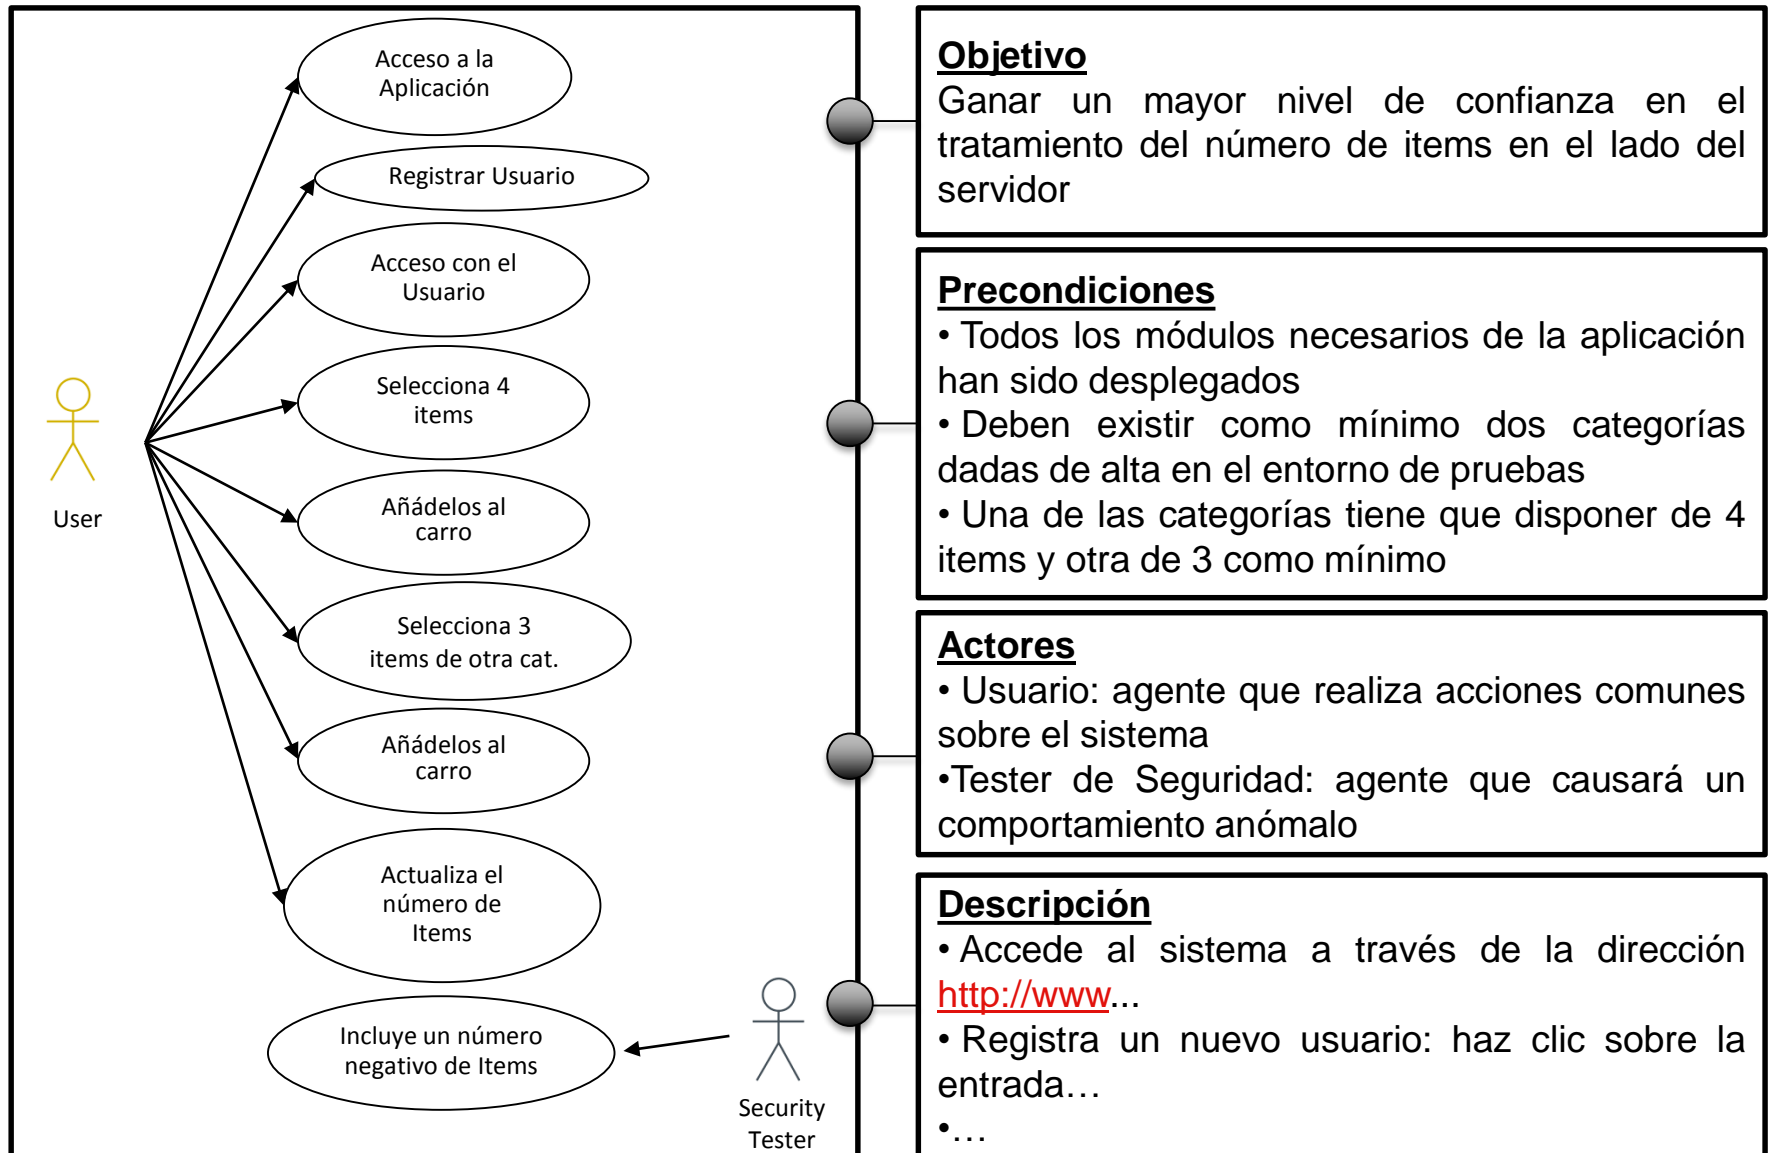 Acceso a la
Aplicación
Registrar Usuario
Acceso con el
Usuario
Selecciona 4
items
Añádelos al
carro
Selecciona 3
items de otra cat.
Añádelos al
carro
Actualiza el
número de
Items
Incluye un número
negativo de Items
User
Security
Tester
Objetivo
Ganar un mayor nivel de confianza en el
tratamiento del número de items en el lado del
servidor
Precondiciones
• Todos los módulos necesarios de la aplicación
han sido desplegados
• Deben existir como mínimo dos categorías
dadas de alta en el entorno de pruebas
• Una de las categorías tiene que disponer de 4
items y otra de 3 como mínimo
Actores
• Usuario: agente que realiza acciones comunes
sobre el sistema
•Tester de Seguridad: agente que causará un
comportamiento anómalo
Descripción
• Accede al sistema a través de la dirección
http://www...
• Registra un nuevo usuario: haz clic sobre la
entrada…
•…